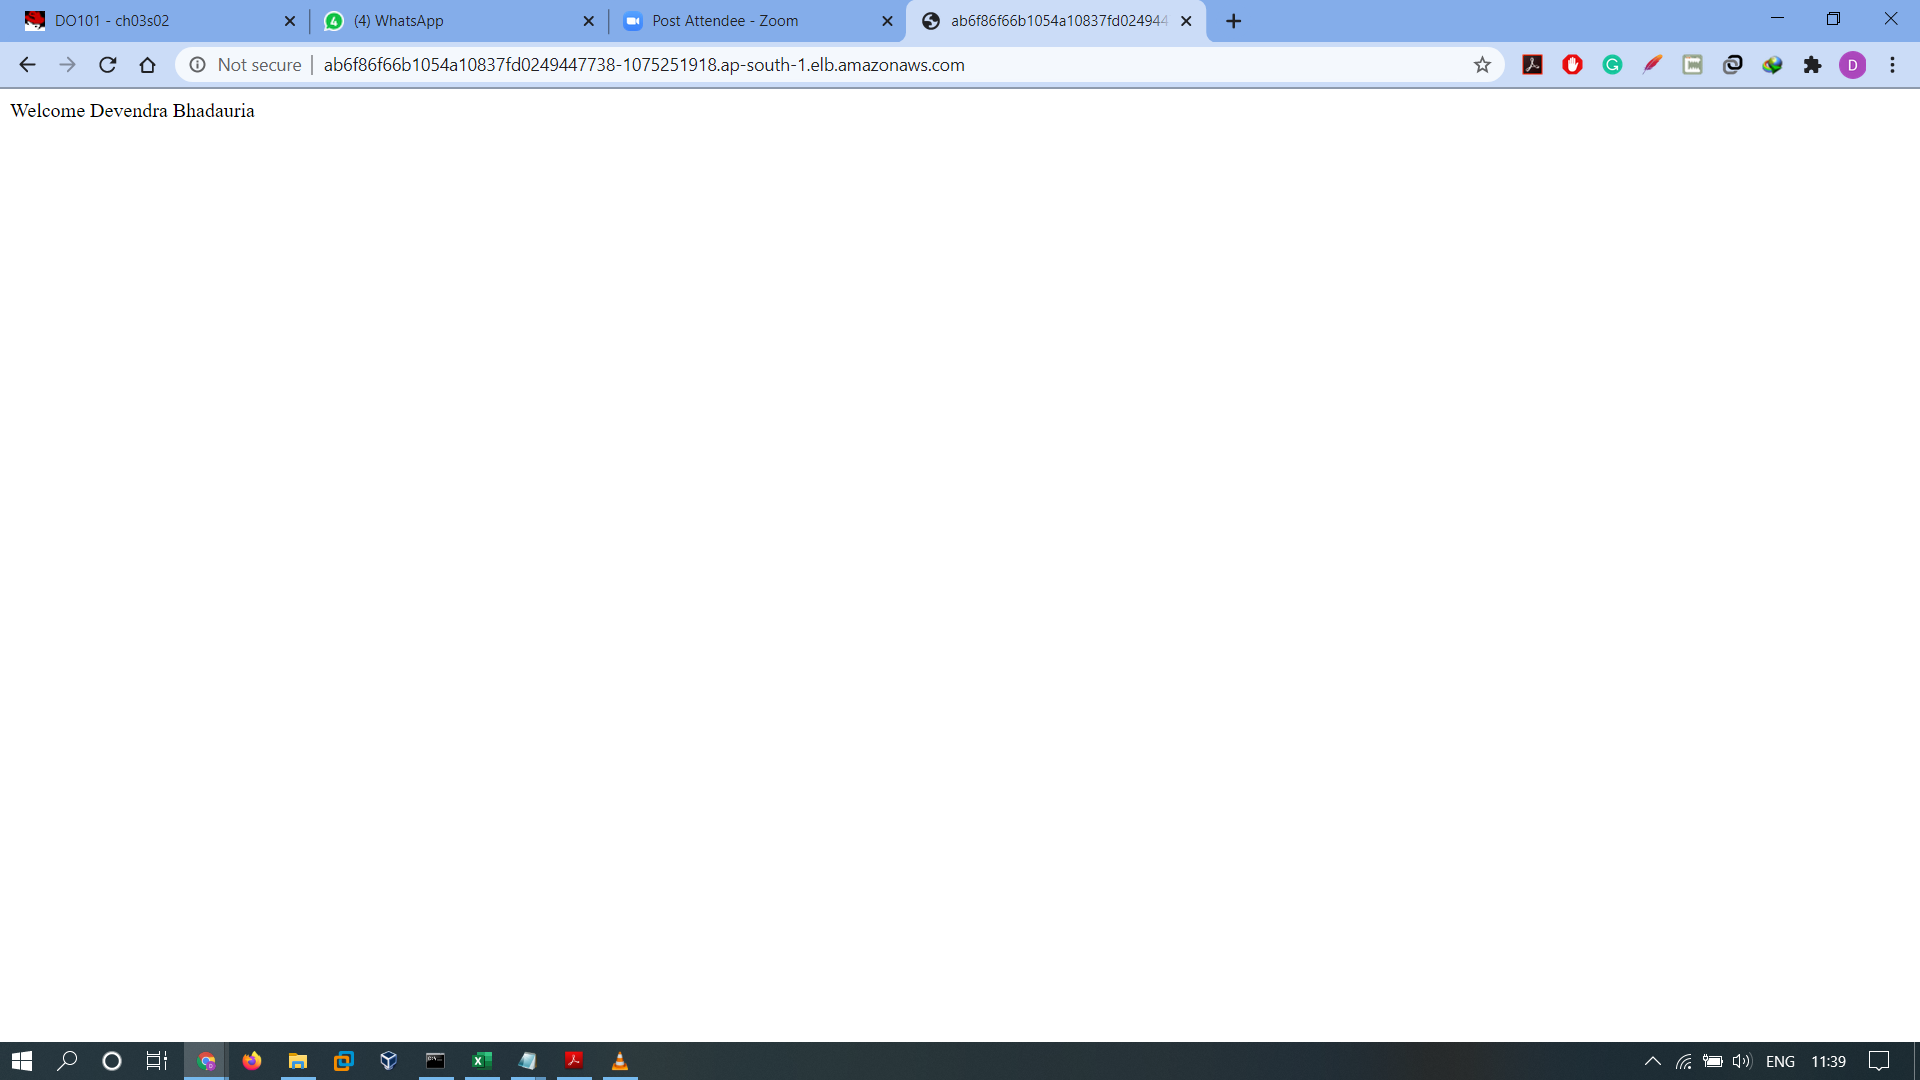 DO101 - ch03s02
4
(4) WhatsApp
Post Attendee - Zoom
ab6f86f66b1054a10837fd024944
Not secure
ab6f86f66b1054a10837fd0249447738-1075251918.ap-south-1.elb.amazonaws.com
D
Welcome Devendra Bhadauria
ENG
11:39